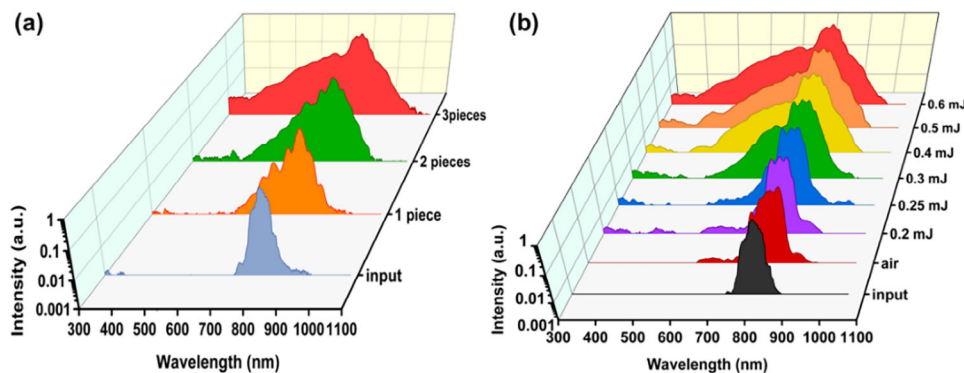 (a)
Intensity (a.u.)
1
0.1
0.01
0.001
300 400 500 600 700 800 900 1000 1100
Wavelength (nm)
3pieces
2 pieces
1 piece
input
(b)
Intensity (a.u.)
1
0.1
0.01
0.001
300 400 500 600 700 800 900 1000 1100
Wavelength (nm)
0.6 mJ
0.5 mJ
0.4 mJ
0.3 mJ
0.25 mJ
0.2 mJ
air
input